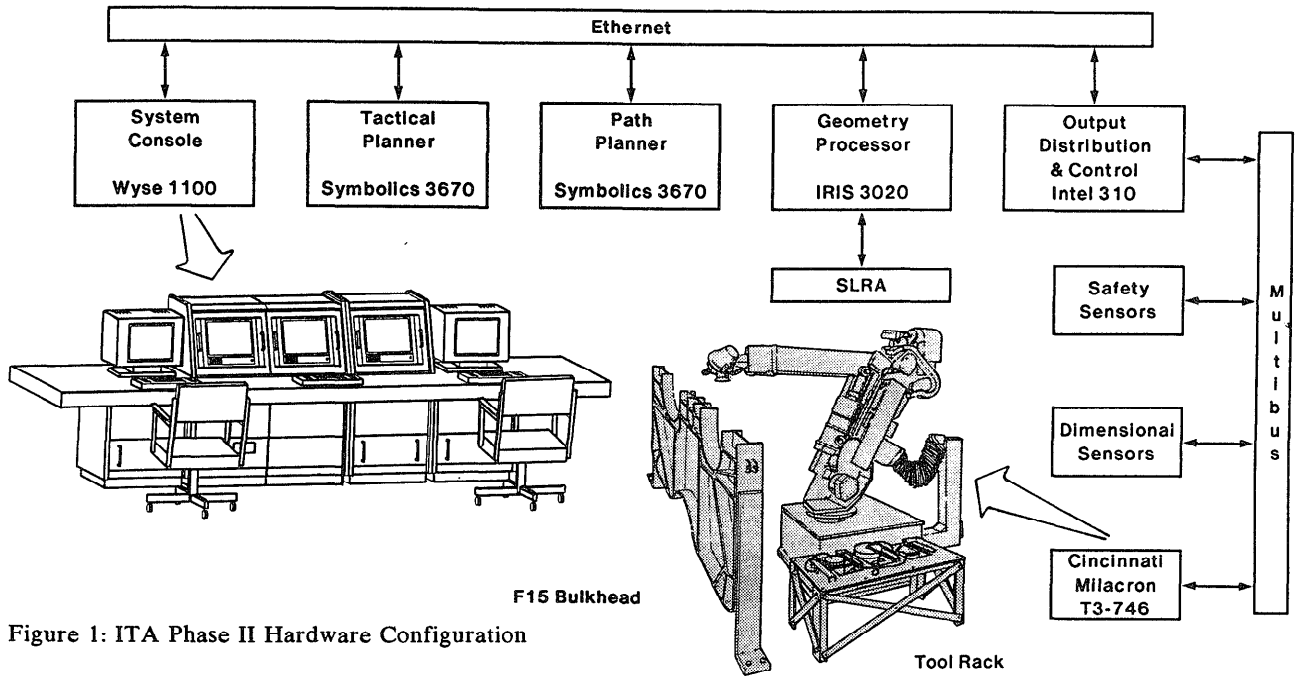 Ethernet
System
Console
Wyse 1100
Tactical
Planner
Symbolics 3670
Path
Planner
Symbolics 3670
Geometry
Processor
IRIS 3020
Output
Distribution
& Control
Intel 310
SLRA
Safety
Sensors
Dimensional
Sensors
Cincinnati
Milacron
T3-746
Multibus
F15 Bulkhead
Tool Rack
Figure 1: ITA Phase II Hardware Configuration